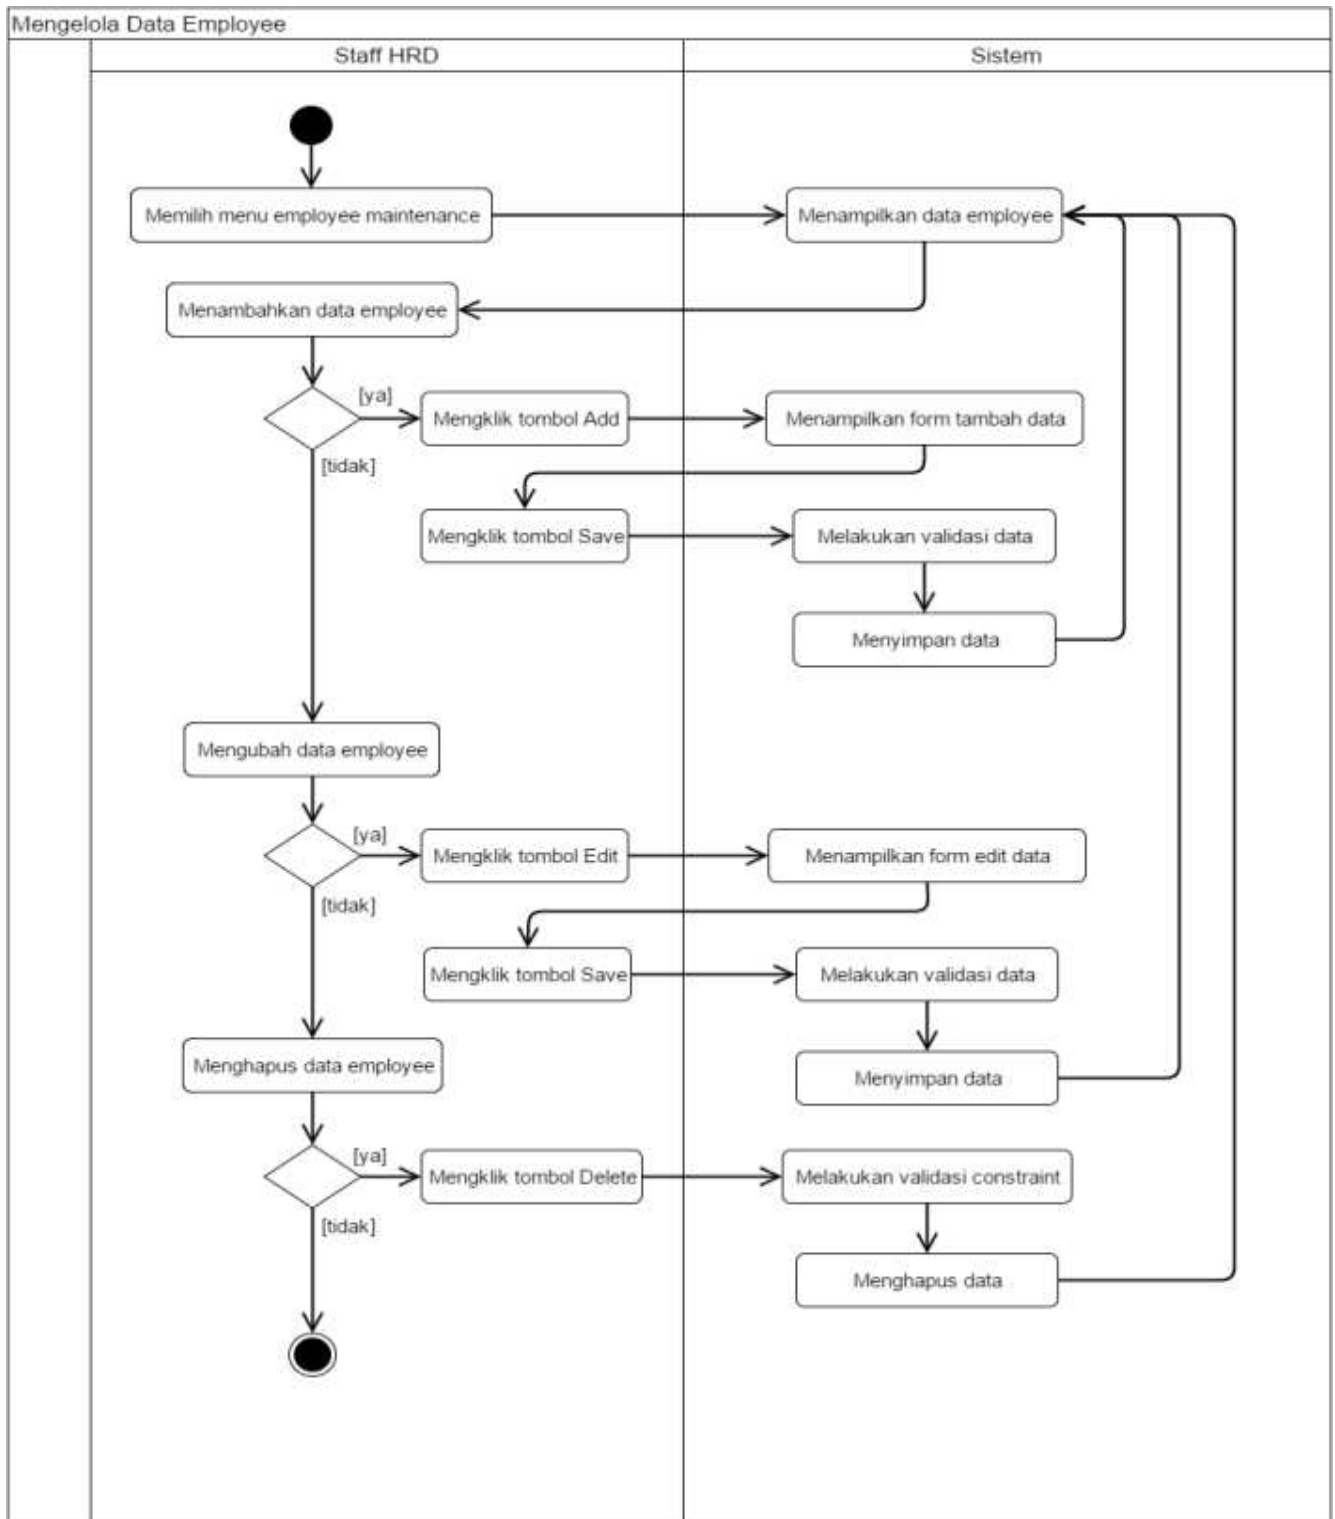 Mengelola Data Employee
Staff HRD
Sistem
Memilih menu employee maintenance
Menampilkan data employee
Menambahkan data employee
[ya]
Mengklik tombol Add
Menampilkan form tambah data
[tidak]
Mengklik tombol Save
Melakukan validasi data
Menyimpan data
Mengubah data employee
[ya]
Mengklik tombol Edit
Menampilkan form edit data
[tidak]
Mengklik tombol Save
Melakukan validasi data
Menghapus data employee
Menyimpan data
[ya]
Mengklik tombol Delete
Melakukan validasi constraint
[tidak]
Menghapus data